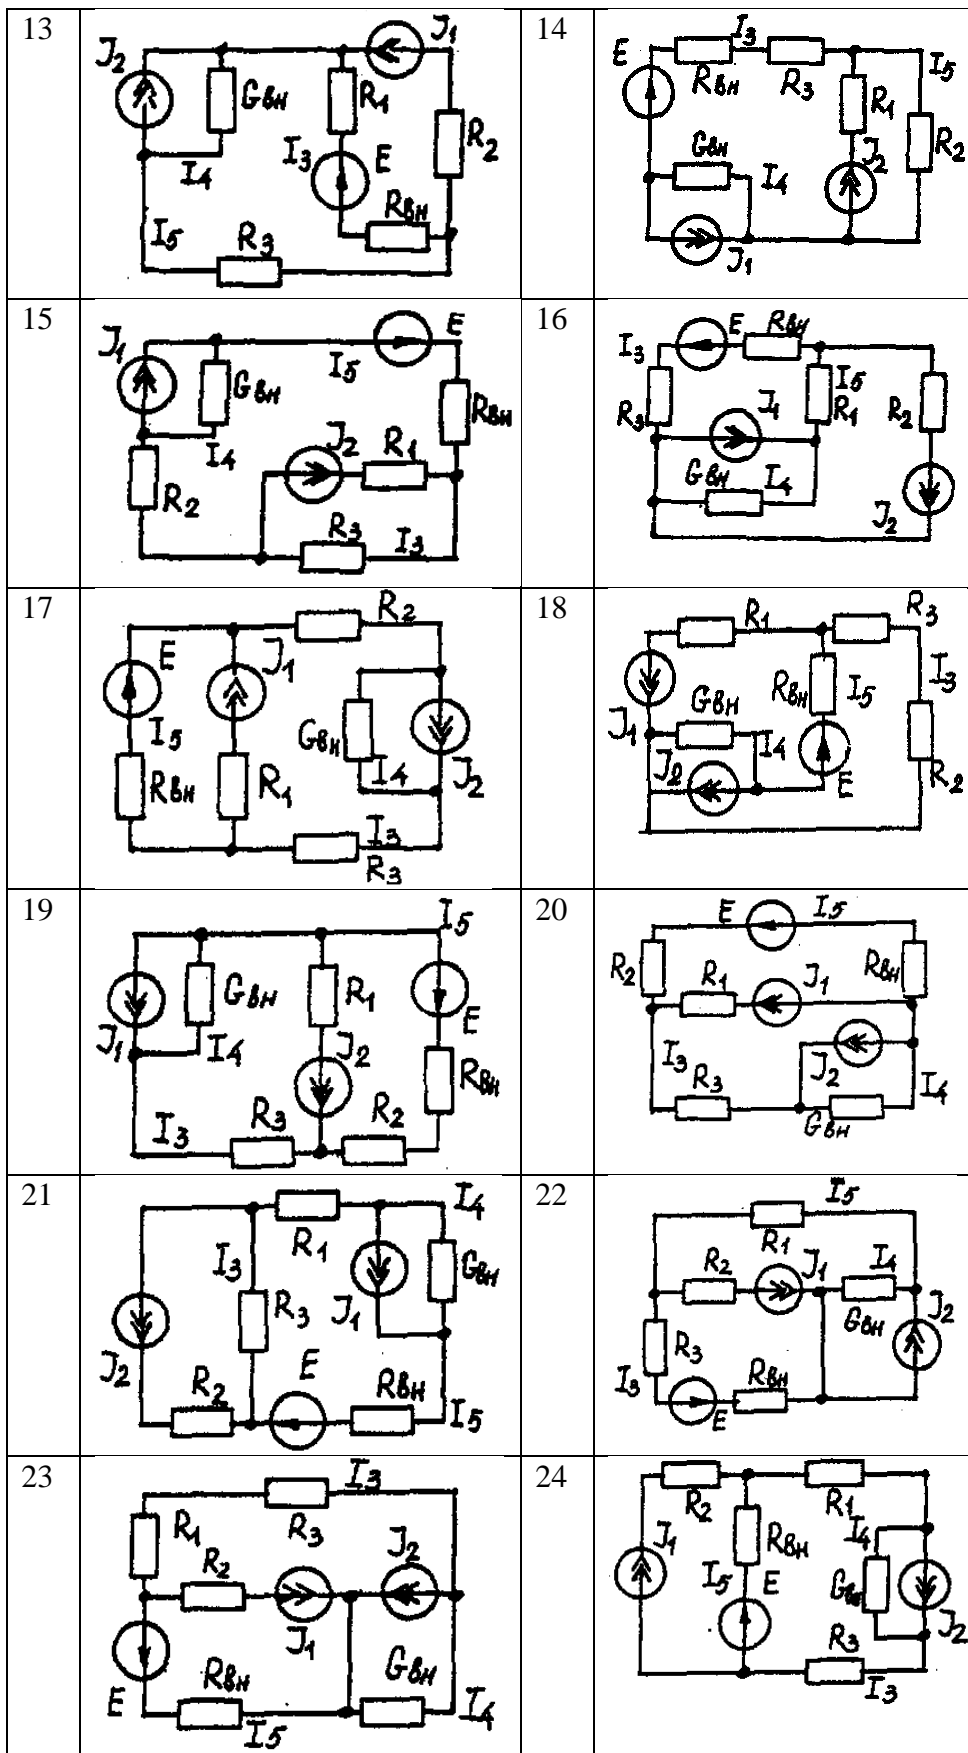 13
J₂
Gвн
I₄
I₅
R₃
I₃
R₁
E
Rвн
J₁
R₂
14
E
Rвн
I₃
R₃
Gвн
I₄
J₁
R₁
J₂
I₅
R₂
15
J₁
Gвн
I₄
R₂
I₅
E
Rвн
J₂
R₁
R₃
I₃
16
I₃
E
Rвн
R₃
J₁
I₅
R₁
Gвн
I₄
R₂
J₂
17
E
I₅
Rвн
J₁
R₁
R₂
Gвн
I₄
J₂
I₃
R₃
18
R₁
R₃
J₁
Gвн
J₂
I₄
Rвн
I₅
E
I₃
R₂
19
J₁
Gвн
I₄
I₃
R₃
R₁
J₂
R₂
I₅
E
Rвн
20
E
I₅
R₂
Rвн
R₁
J₁
I₃
R₃
J₂
Gвн
I₄
21
J₂
I₃
R₃
R₂
R₁
J₁
I₄
Gвн
E
Rвн
I₅
22
I₅
R₁
R₂
J₁
I₄
Gвн
J₂
R₃
I₃
E
Rвн
23
I₃
R₃
R₁
R₂
J₁
J₂
E
Rвн
I₅
Gвн
I₄
24
R₂
R₁
J₁
Rвн
I₅
E
I₄
Gвн
J₂
R₃
I₃